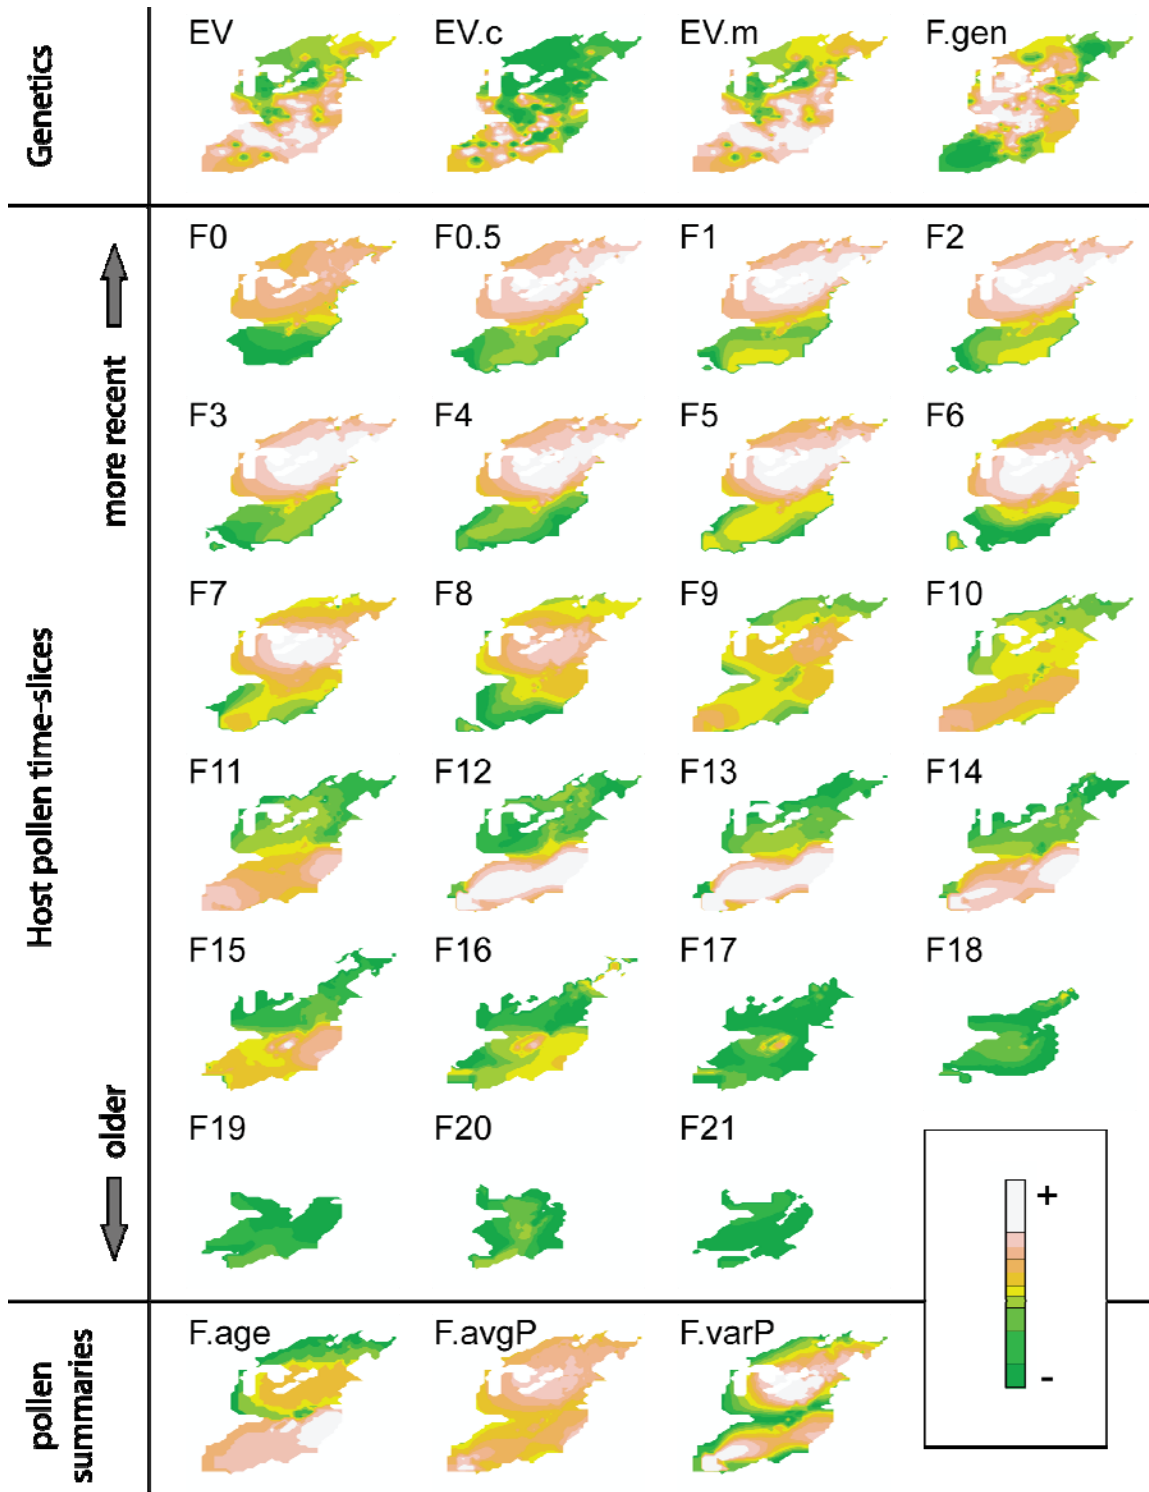 Genetics
EV
EV.c
EV.m
F.gen
more recent
Host pollen time-slices
older
F0
F0.5
F1
F2
F3
F4
F5
F6
F7
F8
F9
F10
F11
F12
F13
F14
F15
F16
F17
F18
F19
F20
F21
+
-
pollen
summaries
F.age
F.avgP
F.varP